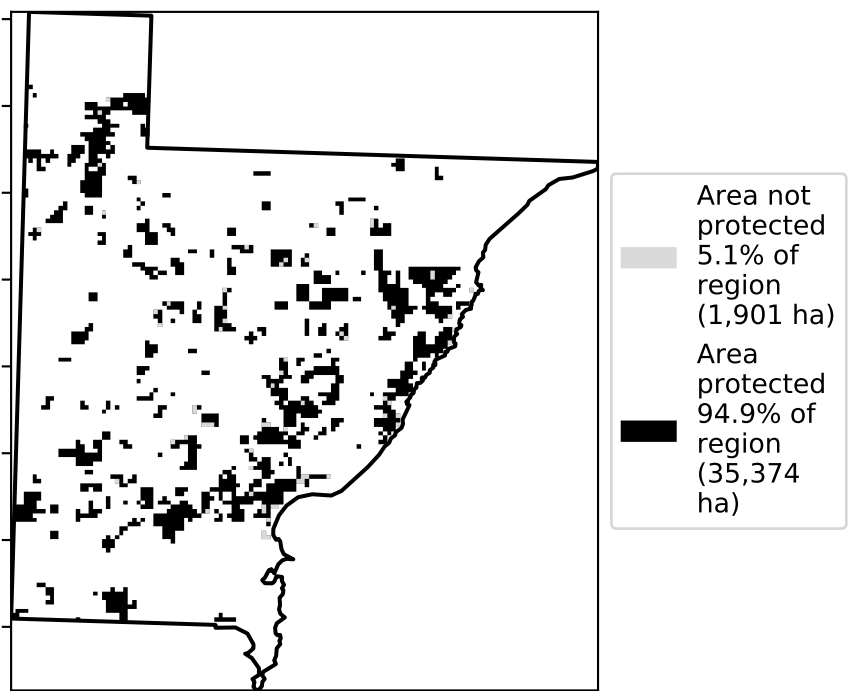 Area not
protected
5.1% of
region
(1,901 ha)
Area
protected
94.9% of
region
(35,374
ha)